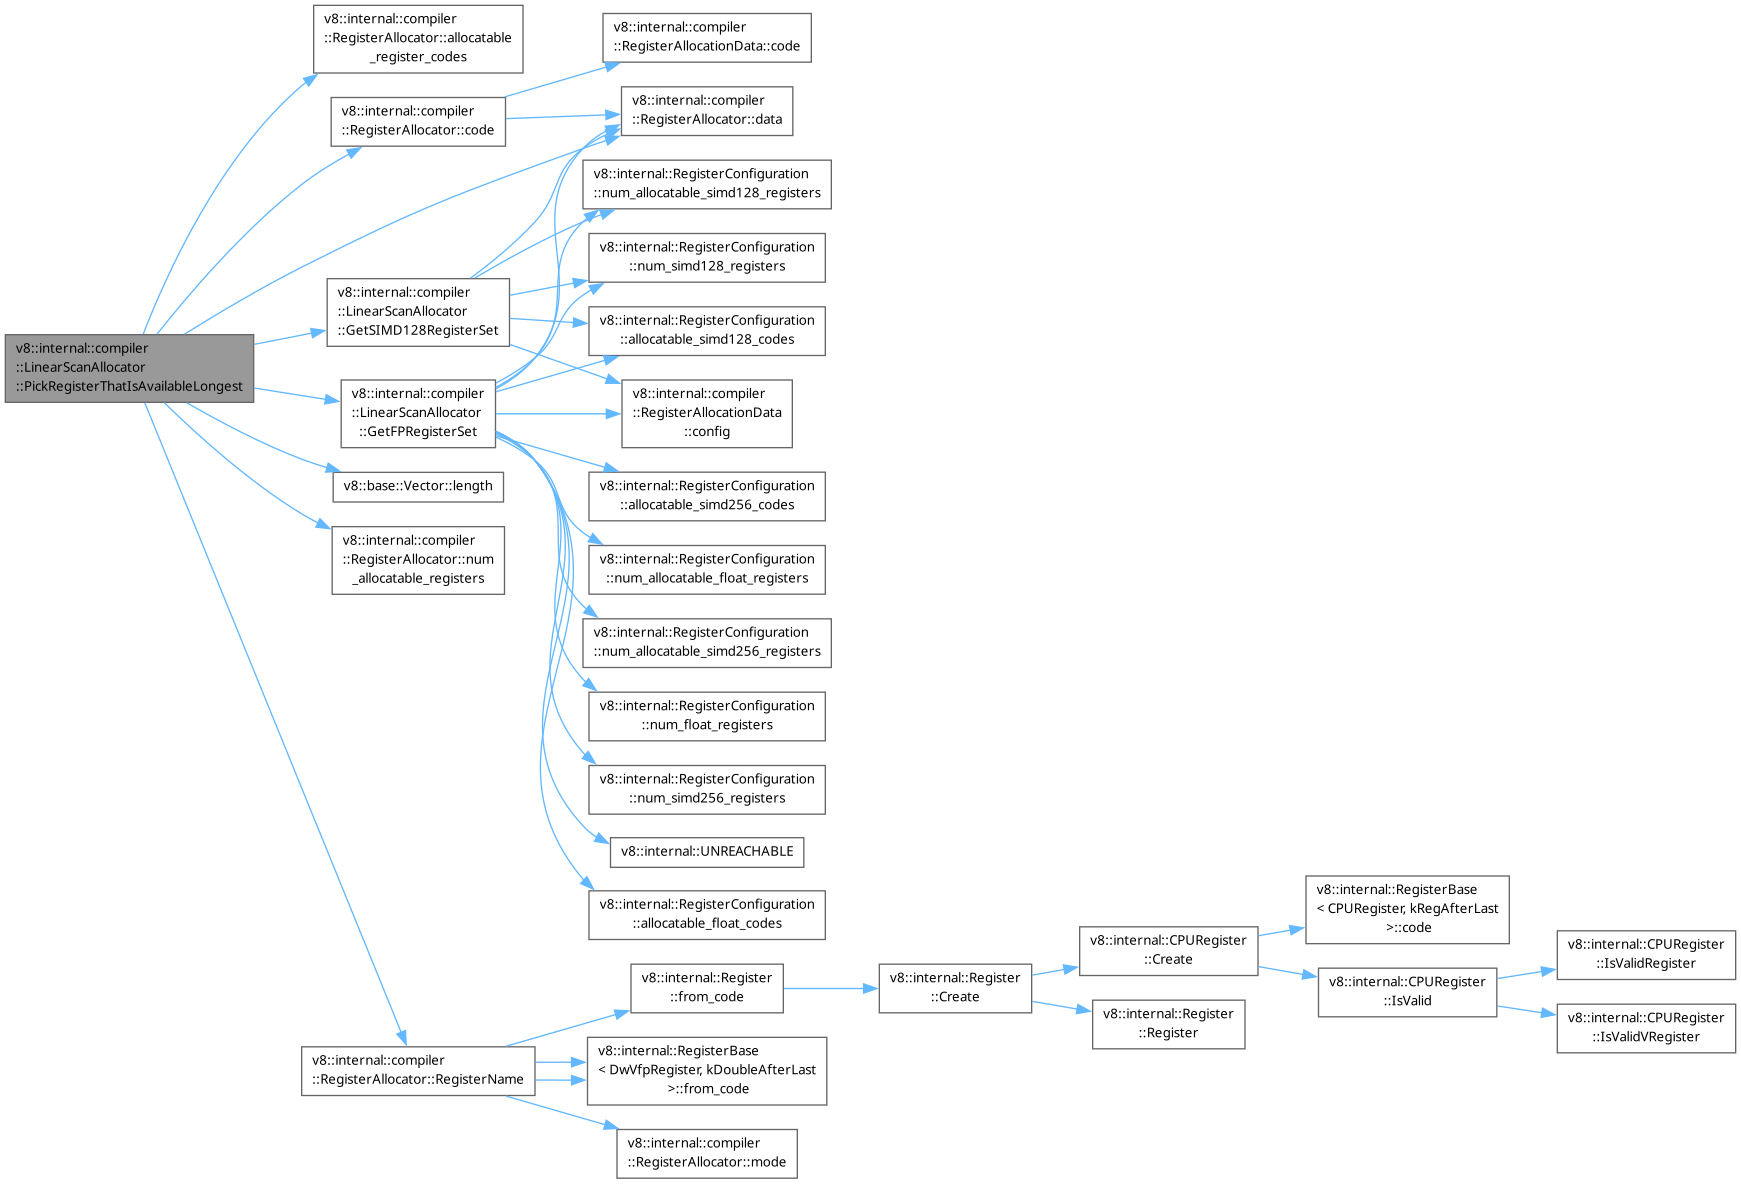 v8::internal::compiler
::LinearScanAllocator
::PickRegisterThatIsAvailableLongest
v8::internal::compiler
::RegisterAllocator::allocatable
_register_codes
v8::internal::compiler
::RegisterAllocator::code
v8::internal::compiler
::LinearScanAllocator
::GetSIMD128RegisterSet
v8::internal::compiler
::LinearScanAllocator
::GetFPRegisterSet
v8::base::Vector::length
v8::internal::compiler
::RegisterAllocator::num
_allocatable_registers
v8::internal::compiler
::RegisterAllocator::RegisterName
v8::internal::compiler
::RegisterAllocationData::code
v8::internal::compiler
::RegisterAllocator::data
v8::internal::RegisterConfiguration
::num_allocatable_simd128_registers
v8::internal::RegisterConfiguration
::num_simd128_registers
v8::internal::RegisterConfiguration
::allocatable_simd128_codes
v8::internal::compiler
::RegisterAllocationData
::config
v8::internal::RegisterConfiguration
::allocatable_simd256_codes
v8::internal::RegisterConfiguration
::num_allocatable_float_registers
v8::internal::RegisterConfiguration
::num_allocatable_simd256_registers
v8::internal::RegisterConfiguration
::num_float_registers
v8::internal::RegisterConfiguration
::num_simd256_registers
v8::internal::UNREACHABLE
v8::internal::RegisterConfiguration
::allocatable_float_codes
v8::internal::Register
::from_code
v8::internal::RegisterBase
< DwVfpRegister, kDoubleAfterLast
>::from_code
v8::internal::compiler
::RegisterAllocator::mode
v8::internal::Register
::Create
v8::internal::CPURegister
::Create
v8::internal::Register
::Register
v8::internal::RegisterBase
< CPURegister, kRegAfterLast
>::code
v8::internal::CPURegister
::IsValid
v8::internal::CPURegister
::IsValidRegister
v8::internal::CPURegister
::IsValidVRegister